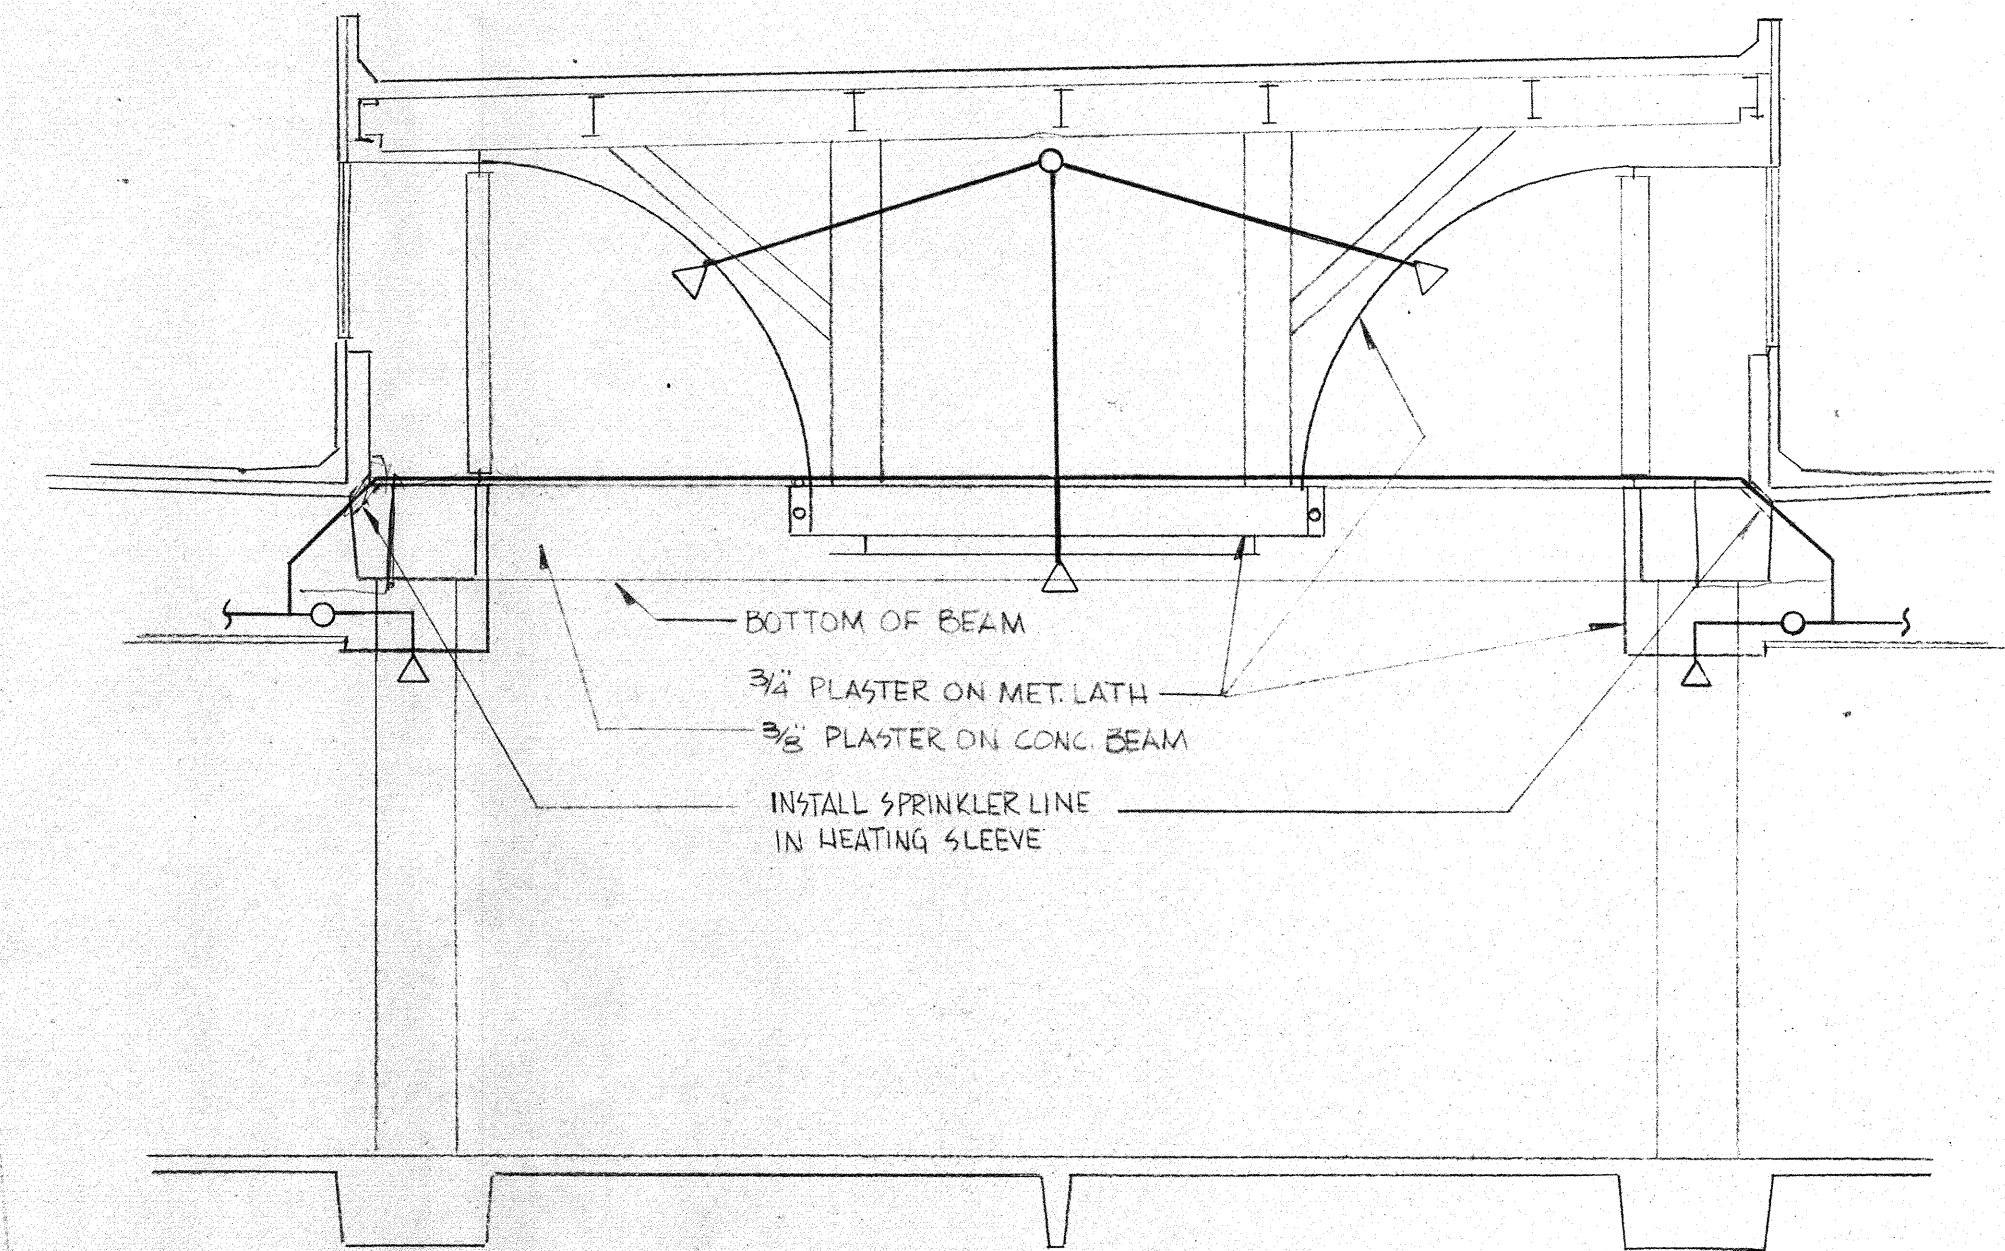 BOTTOM OF BEAM
3/4" PLASTER ON MET. LATH
3/8" PLASTER ON CONC. BEAM
INSTALL SPRINKLER LINE
IN HEATING SLEEVE